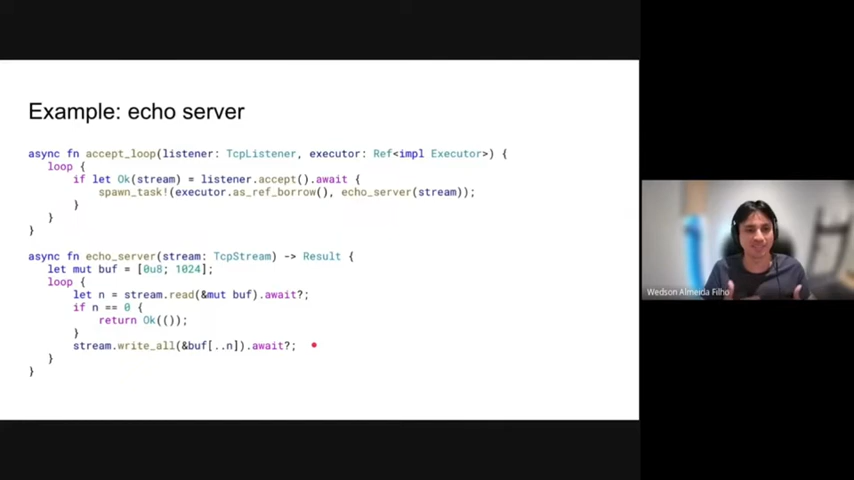 Example: echo server
async fn accept_loop(listener: TcpListener, executor: Ref<impl Executor>) {
    loop {
        if let Ok(stream) = listener.accept().await {
            spawn_task!(executor.as_ref_borrow(), echo_server(stream));
        }
    }
}
async fn echo_server(stream: TcpStream) -> Result {
    let mut buf = [0u8; 1024];
    loop {
        let n = stream.read(&mut buf).await?;
        if n == 0 {
            return Ok(());
        }
        stream.write_all(&buf[..n]).await?;
    }
}
Wedson Almeida Filho